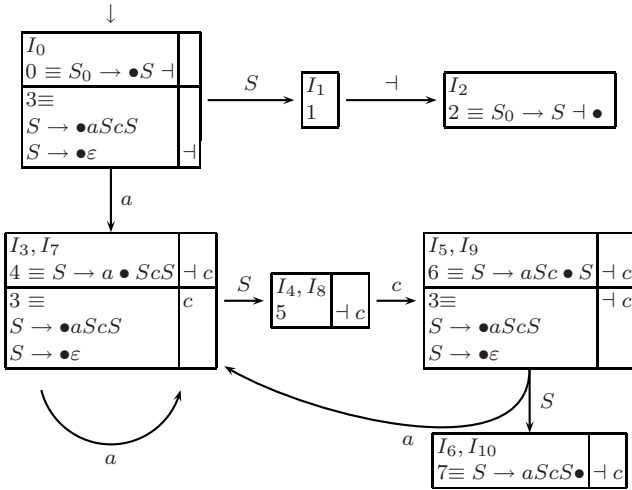 I₀
0 ≡ S₀ → •S ⊣
3≡
S → •aScS
S → •ε ⊣
S
I₁
1
⊣
I₂
2 ≡ S₀ → S ⊣ •
a
I₃, I₇
4 ≡ S → a • ScS ⊣ c
3 ≡ c
S → •aScS
S → •ε
S
I₄, I₈
5 ⊣ c
c
I₅, I₉
6 ≡ S → aSc • S ⊣ c
3≡ ⊣ c
S → •aScS
S → •ε
a
a
S
I₆, I₁₀
7≡ S → aScS• ⊣ c